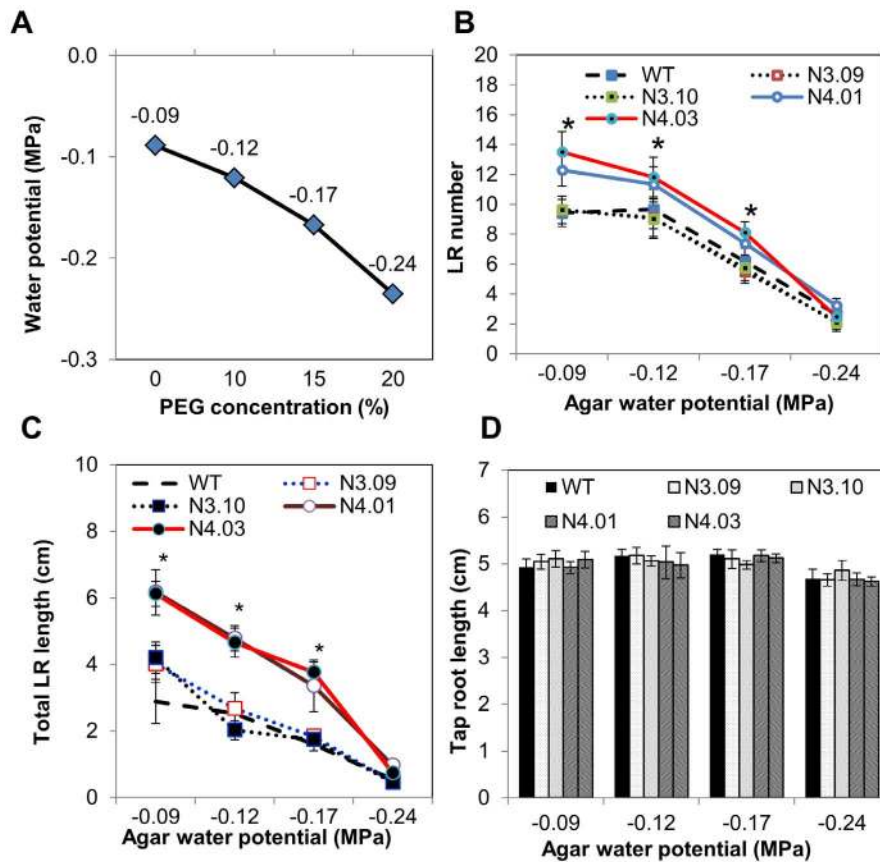 A
0.0
-0.1
-0.2
-0.3
Water potential (MPa)
-0.09
-0.12
-0.17
-0.24
0 10 15 20
PEG concentration (%)
B
20
18
16
14
12
10
8
6
4
2
0
LR number
WT N3.09
N3.10 N4.01
N4.03
* * *
-0.09 -0.12 -0.17 -0.24
Agar water potential (MPa)
C
10
8
6
4
2
0
Total LR length (cm)
WT N3.09
N3.10 N4.01
N4.03
* * *
-0.09 -0.12 -0.17 -0.24
Agar water potential (MPa)
D
7
6
5
4
3
2
1
0
Tap root length (cm)
WT N3.09 N3.10
N4.01 N4.03
-0.09 -0.12 -0.17 -0.24
Agar water potential (MPa)